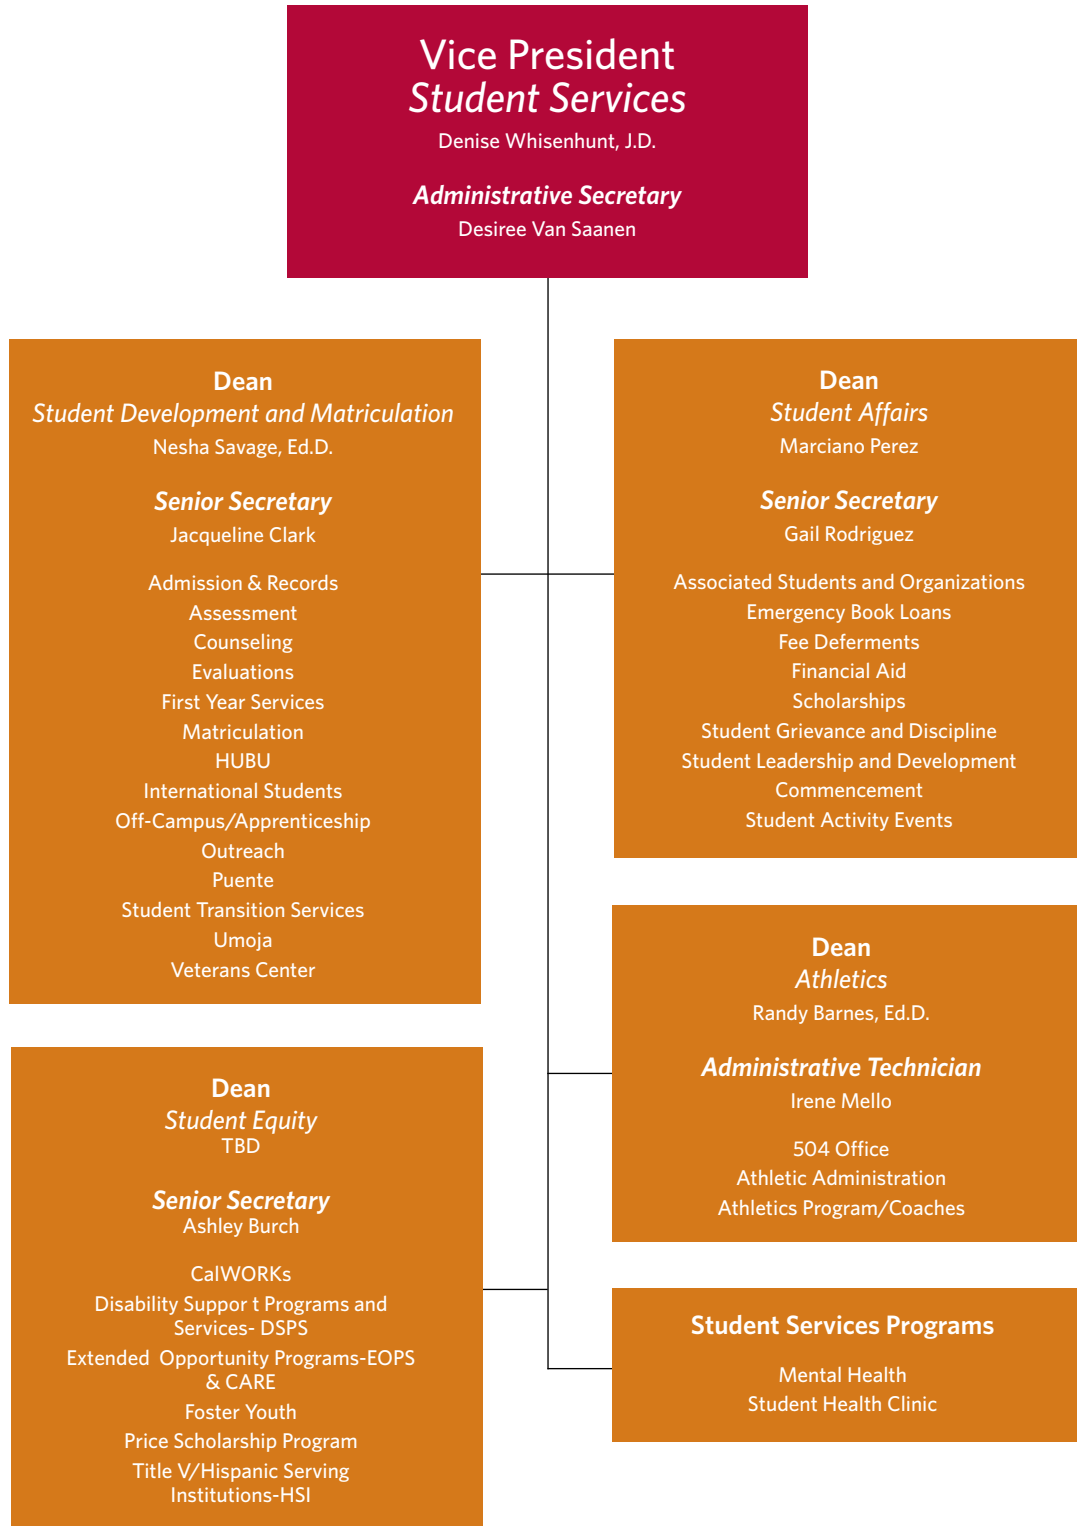 Vice President
Student Services
Denise Whisenhunt, J.D.
Administrative Secretary
Desiree Van Saanen
Dean
Student Development and Matriculation
Nesha Savage, Ed.D.
Senior Secretary
Jacqueline Clark
Admission & Records
Assessment
Counseling
Evaluations
First Year Services
Matriculation
HUBU
International Students
Off-Campus/Apprenticeship
Outreach
Puente
Student Transition Services
Umoja
Veterans Center
Dean
Student Affairs
Marciano Perez
Senior Secretary
Gail Rodriguez
Associated Students and Organizations
Emergency Book Loans
Fee Deferments
Financial Aid
Scholarships
Student Grievance and Discipline
Student Leadership and Development
Commencement
Student Activity Events
Dean
Athletics
Randy Barnes, Ed.D.
Administrative Technician
Irene Mello
504 Office
Athletic Administration
Athletics Program/Coaches
Dean
Student Equity
TBD
Senior Secretary
Ashley Burch
CalWORKs
Disability Suppor t Programs and
Services- DSPS
Extended  Opportunity Programs-EOPS
& CARE
Foster Youth
Price Scholarship Program
Title V/Hispanic Serving
Institutions-HSI
Student Services Programs
Mental Health
Student Health Clinic